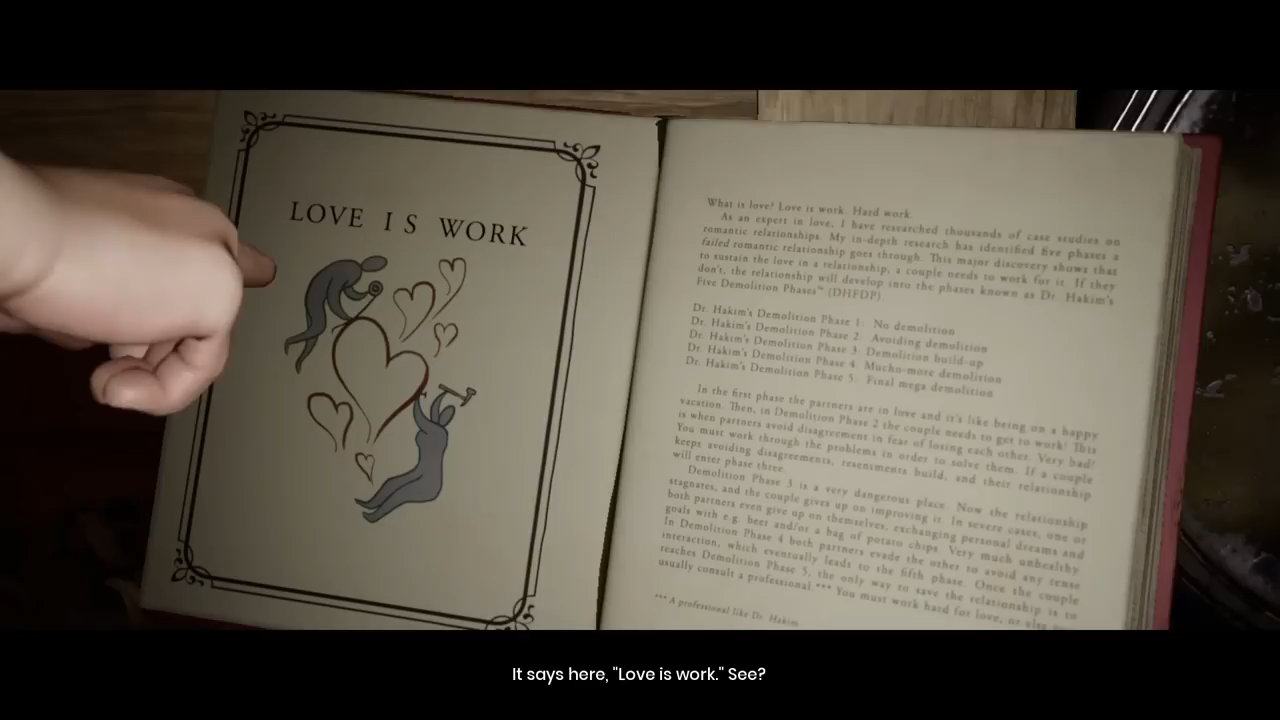 LOVE IS WORK
What is love? Love is work. Hard work.
As an expert in love, I have researched thousands of case studies on
romantic relationships. My in-depth research has identified five phases a
failed romantic relationship goes through. This major discovery shows that
to sustain the love in a relationship, a couple needs to work for it. If they
don't, the relationship will develop into the phases known as Dr. Hakim's
Five Demolition Phases™ (DHFDP)
Dr. Hakim's Demolition Phase 1: No demolition
Dr. Hakim's Demolition Phase 2: Avoiding demolition
Dr. Hakim's Demolition Phase 3: Demolition build-up
Dr. Hakim's Demolition Phase 4: Mucho-more demolition
Dr. Hakim's Demolition Phase 5: Final mega demolition
In the first phase the partners are in love and it's like being on a happy
vacation. Then, in Demolition Phase 2 the couple needs to get to work! This
is when partners avoid disagreement in fear of losing each other. Very bad!
You must work through the problems in order to solve them. If a couple
keeps avoiding disagreements, resentments build, and their relationship
will enter phase three.
Demolition Phase 3 is a very dangerous place. Now the relationship
stagnates, and the couple gives up on improving it. In severe cases, one or
both partners even give up on themselves, exchanging personal dreams and
goals with e.g. beer and/or a bag of potato chips. Very much unhealthy.
In Demolition Phase 4 both partners evade the other to avoid any tense
interaction, which eventually leads to the fifth phase. Once the couple
reaches Demolition Phase 5, the only way to save the relationship is to
usually consult a professional.*** You must work hard for love, or else
*** A professional like Dr. Hakim
It says here, "Love is work." See?